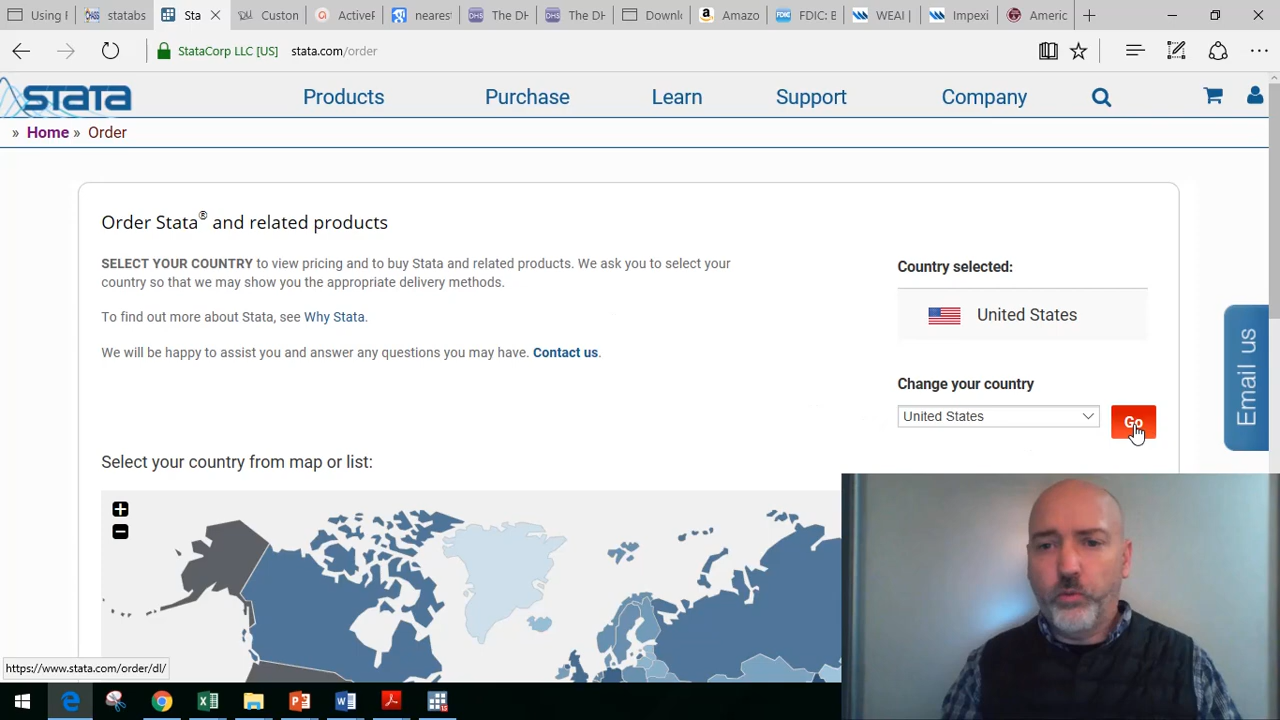 Using F
statabs
Sta
Custon
ActiveP
neares
The DH
The DH
Downlo
Amazo
FDIC: B
WEAI |
Impexi
Americ
StataCorp LLC [US]
stata.com/order
stata
Products
Purchase
Learn
Support
Company
» Home » Order
Order Stata® and related products
SELECT YOUR COUNTRY to view pricing and to buy Stata and related products. We ask you to select your
country so that we may show you the appropriate delivery methods.
To find out more about Stata, see Why Stata.
We will be happy to assist you and answer any questions you may have. Contact us.
Country selected:
United States
Change your country
United States
Go
Email us
Select your country from map or list:
https://www.stata.com/order/dl/